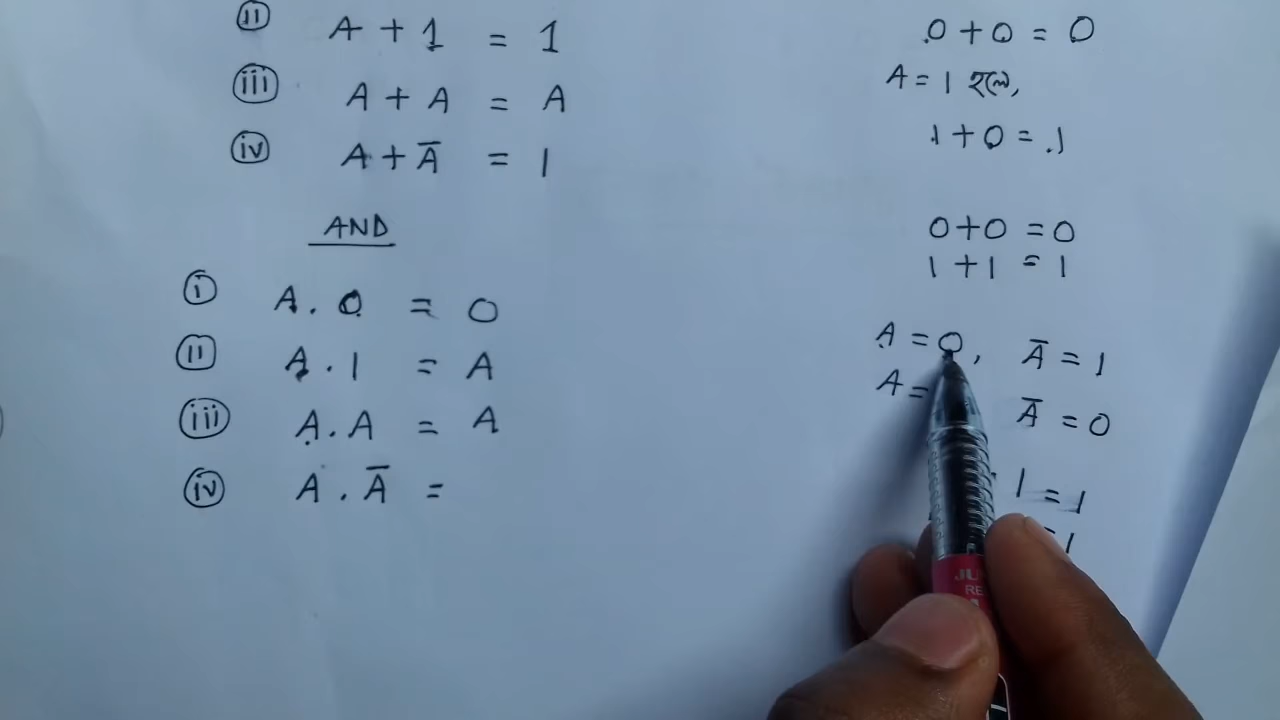 ii A + 1 = 1
iii A + A = A
iv A + Ā = 1
AND
i A . 0 = 0
ii A . 1 = A
iii A . A = A
iv A . Ā =
0 + 0 = 0
A = 1 হলে,
1 + 0 = 1
0 + 0 = 0
1 + 1 = 1
A = 0, Ā = 1
A = Ā = 0
1 = 1
= 1